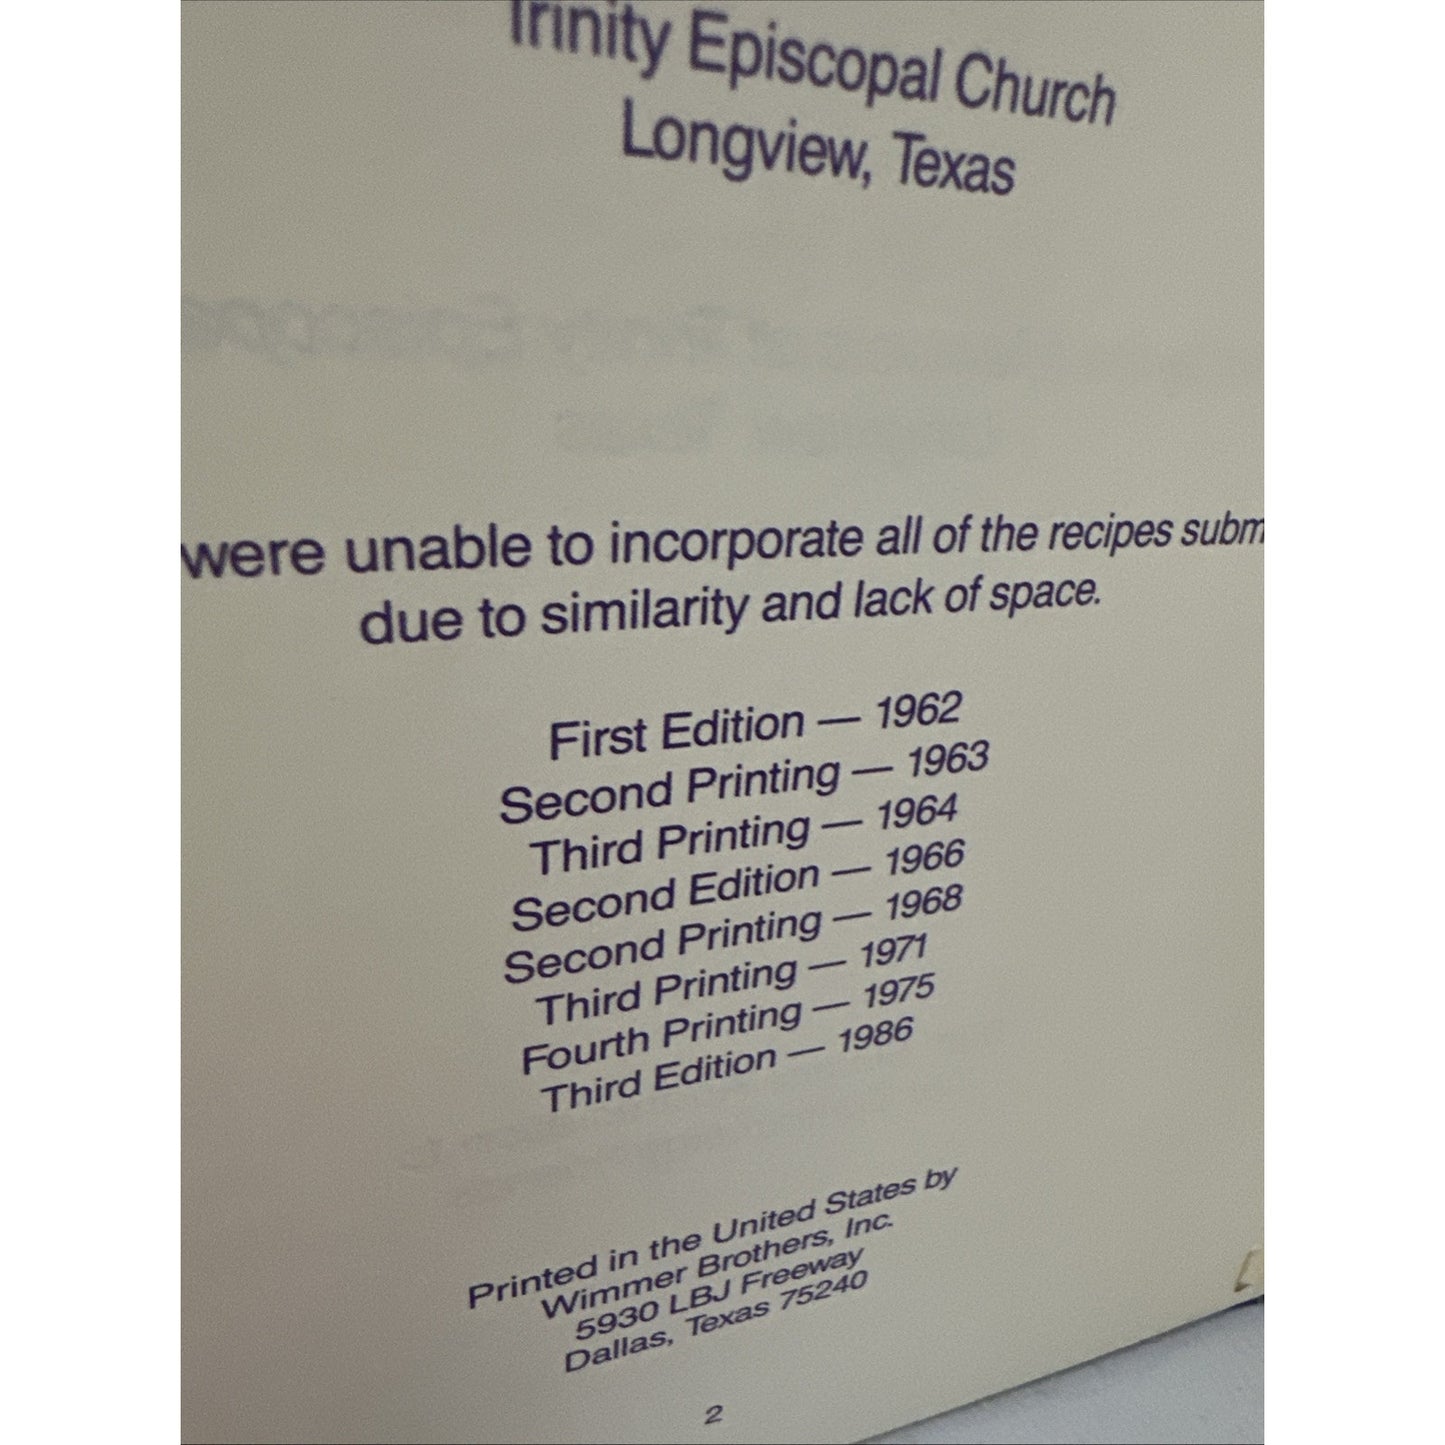 Trinity Episcopal Church
Longview, Texas
were unable to incorporate all of the recipes subm
due to similarity and lack of space.
First Edition — 1962
Second Printing — 1963
Third Printing — 1964
Second Edition — 1966
Second Printing — 1968
Third Printing — 1971
Fourth Printing — 1975
Third Edition — 1986
Printed in the United States by
Wimmer Brothers, Inc.
5930 LBJ Freeway
Dallas, Texas 75240
2